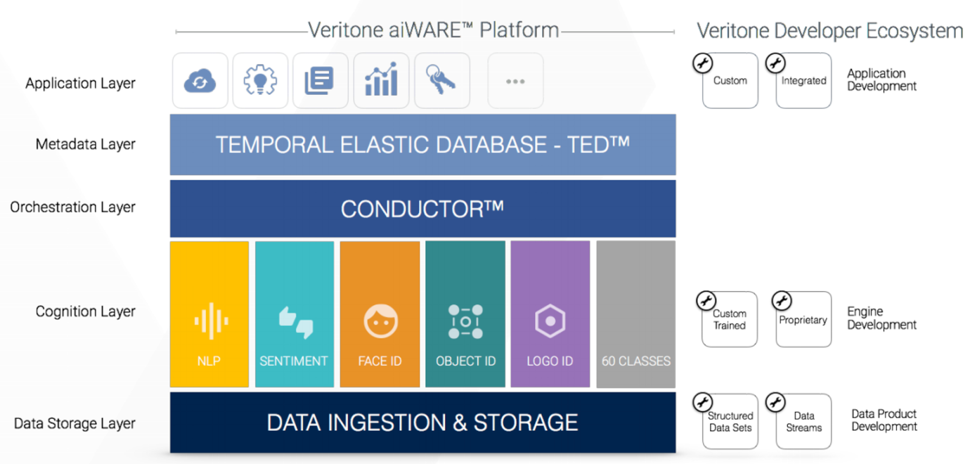 Veritone aiWARE™ Platform
Veritone Developer Ecosystem
Application Layer
...
Custom
Integrated
Application
Development
Metadata Layer
TEMPORAL ELASTIC DATABASE - TED™
Orchestration Layer
CONDUCTOR™
Cognition Layer
NLP
SENTIMENT
FACE ID
OBJECT ID
LOGO ID
60 CLASSES
Custom
Trained
Proprietary
Engine
Development
Data Storage Layer
DATA INGESTION & STORAGE
Structured
Data Sets
Data
Streams
Data Product
Development